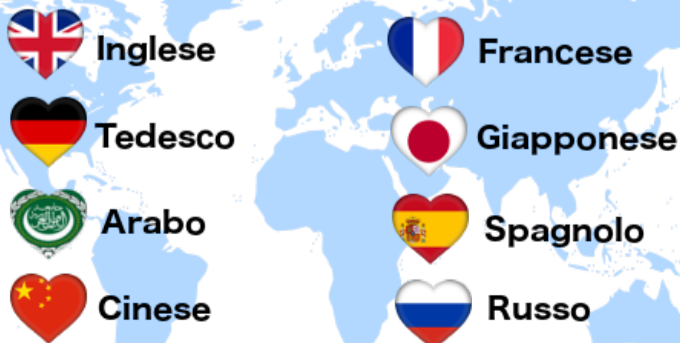 Inglese
Francese
Tedesco
Giapponese
Arabo
Spagnolo
Cinese
Russo